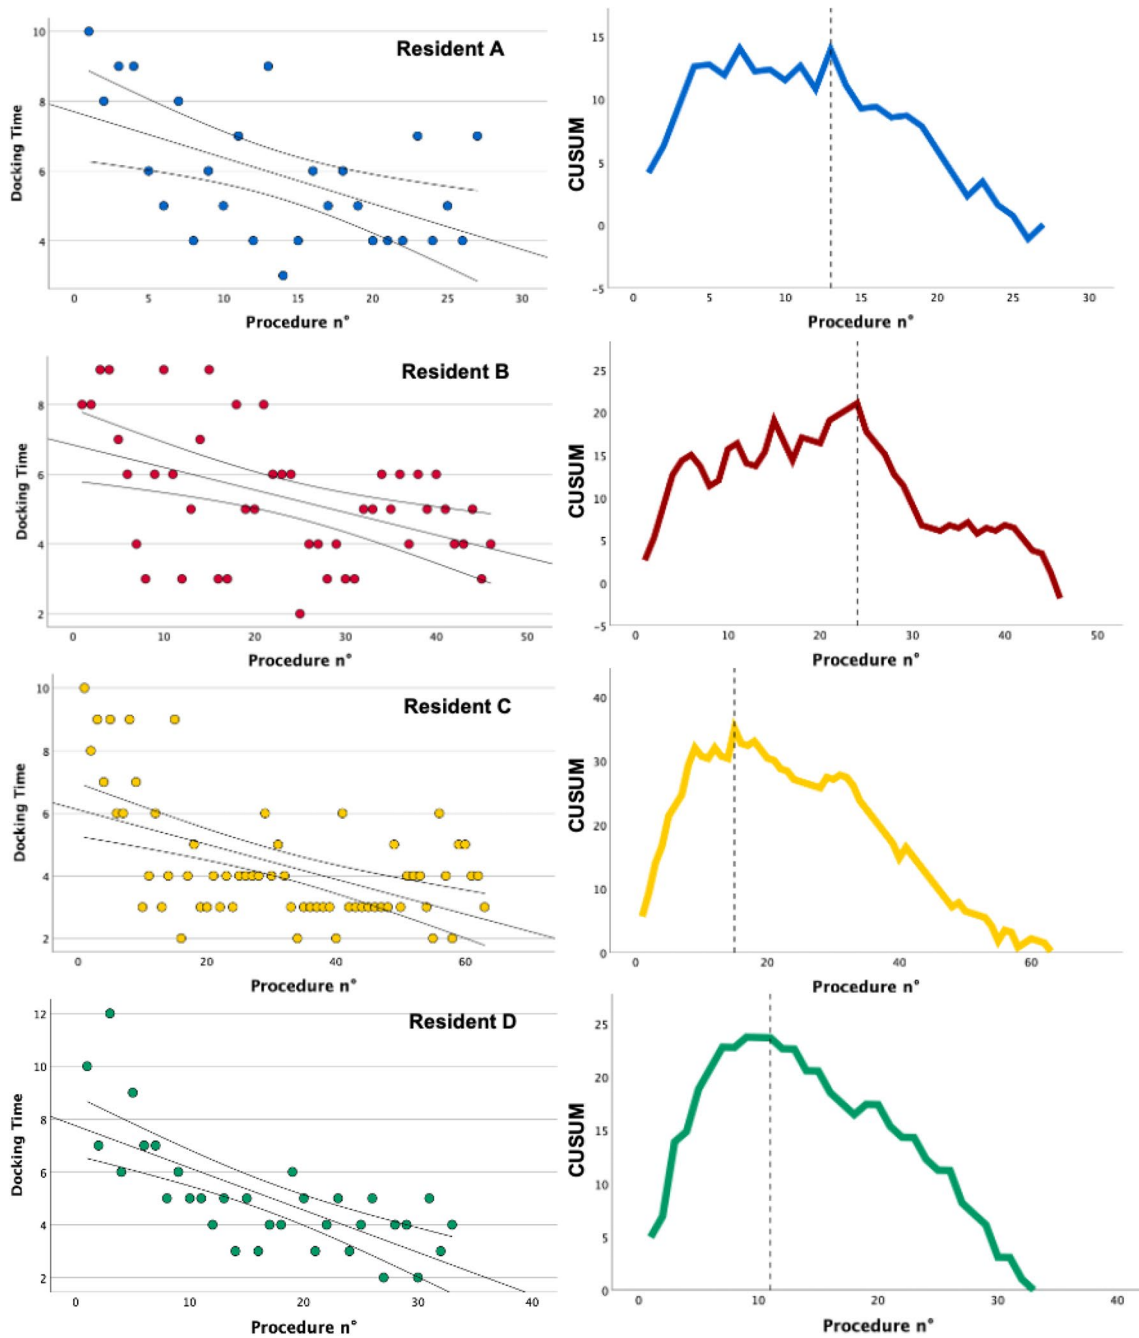 Resident A
Docking Time
10
8
6
4
0 5 10 15 20 25 30
Procedure n°
CUSUM
15
10
5
0
-5
0 5 10 15 20 25 30
Procedure n°
Resident B
Docking Time
8
6
4
2
0 10 20 30 40 50
Procedure n°
CUSUM
25
20
15
10
5
0
-5
0 10 20 30 40 50
Procedure n°
Resident C
Docking Time
10
8
6
4
2
0 20 40 60
Procedure n°
CUSUM
40
30
20
10
0
0 20 40 60
Procedure n°
Resident D
Docking Time
12
10
8
6
4
2
0 10 20 30 40
Procedure n°
CUSUM
25
20
15
10
5
0
0 10 20 30 40
Procedure n°